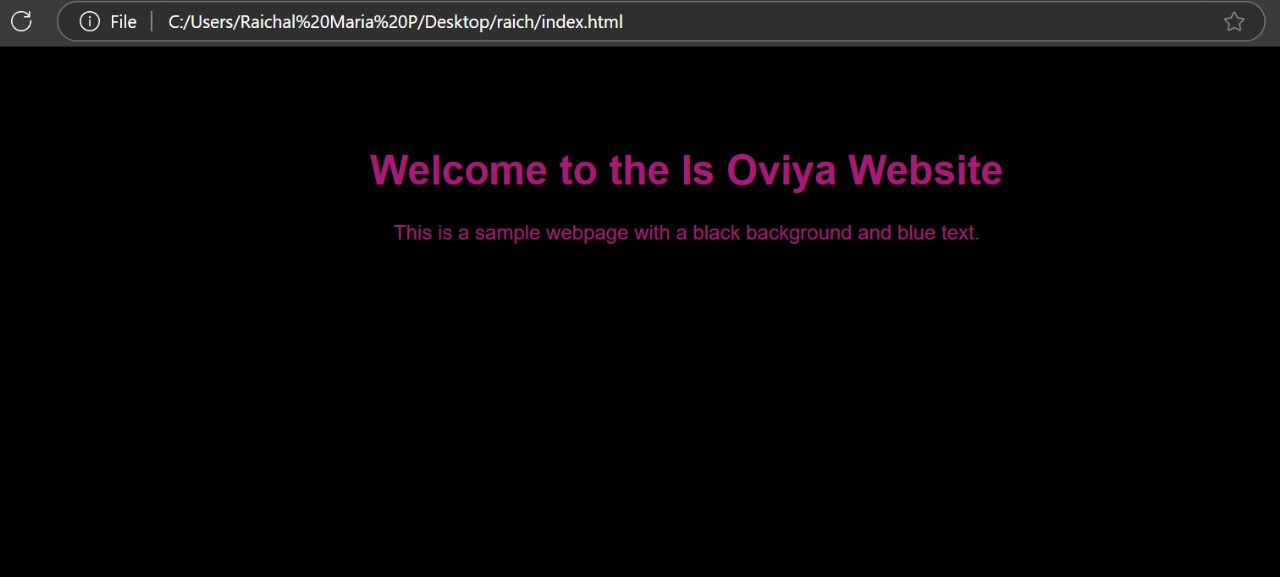 File C:/Users/Raichal%20Maria%20P/Desktop/raich/index.html
Welcome to the Is Oviya Website
This is a sample webpage with a black background and blue text.